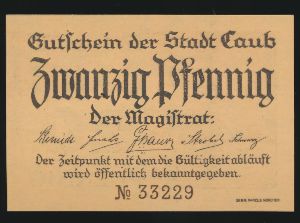 Gutschein der Stadt Caub
Zwanzig Pfennig
Der Magistrat:
Der Zeitpunkt mit dem die Gültigkeit abläuft
wird öffentlich bekanntgegeben.
№ 33229